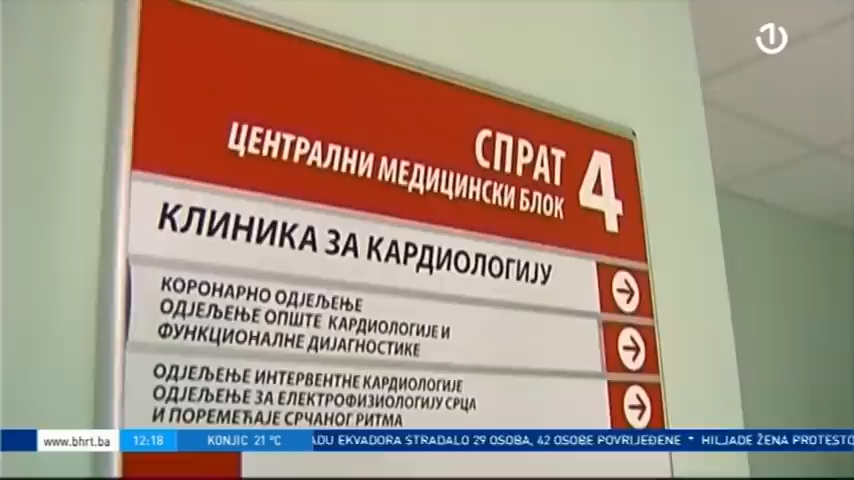 СПРАТ 4
ЦЕНТРАЛНИ МЕДИЦИНСКИ БЛОК
КЛИНИКА ЗА КАРДИОЛОГИЈУ
КОРОНАРНО ОДЈЕЉЕЊЕ
ОДЈЕЉЕЊЕ ОПШТЕ КАРДИОЛОГИЈЕ И
ФУНКЦИОНАЛНЕ ДИЈАГНОСТИКЕ
ОДЈЕЉЕЊЕ ИНТЕРВЕНТНЕ КАРДИОЛОГИЈЕ
ОДЈЕЉЕЊЕ ЗА ЕЛЕКТРОФИЗИОЛОГИЈУ СРЦА
И ПОРЕМЕЋАЈЕ СРЧАНОГ РИТМА
www.bhrt.ba 12:18 KONJIC 21 °C ADU EKVADORA STRADALO 29 OSOBA, 42 OSOBE POVRIJEĐENE • HILJADE ŽENA PROTESTO